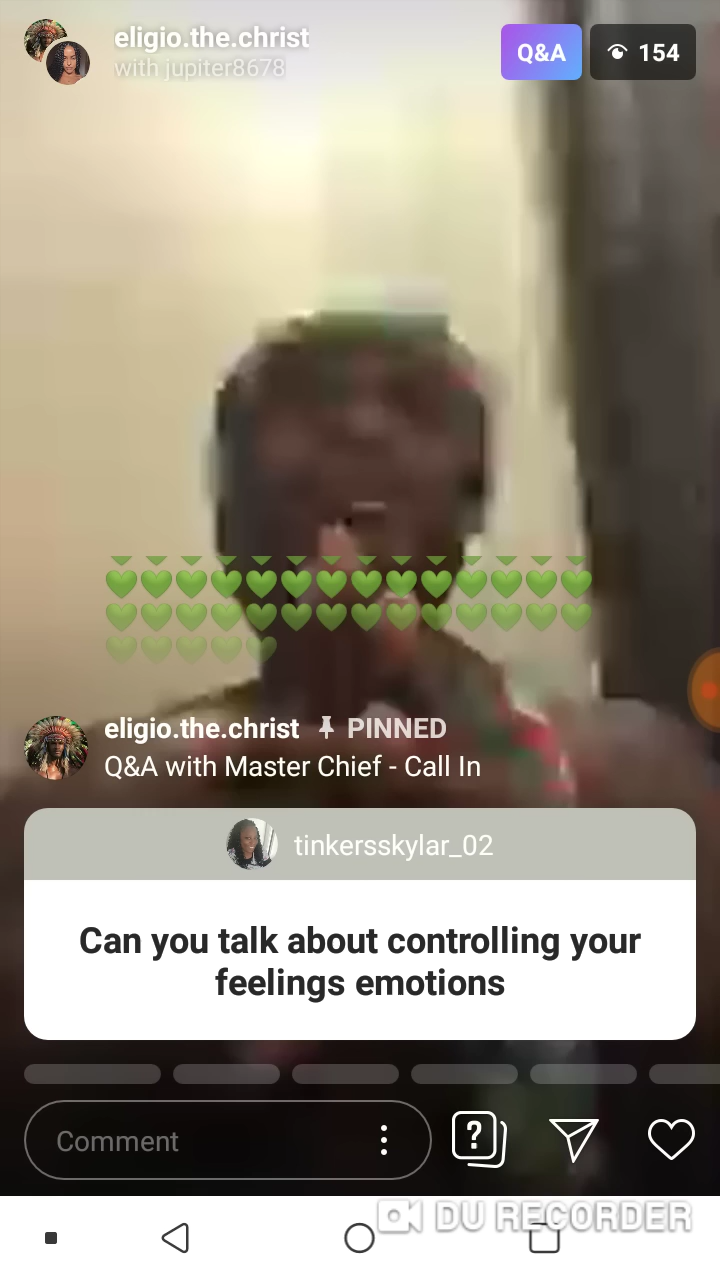 eligio.the.christ
with jupiter8678
Q&A
154
eligio.the.christ PINNED
Q&A with Master Chief - Call In
tinkersskylar_02
Can you talk about controlling your
feelings emotions
Comment
?
DU RECORDER